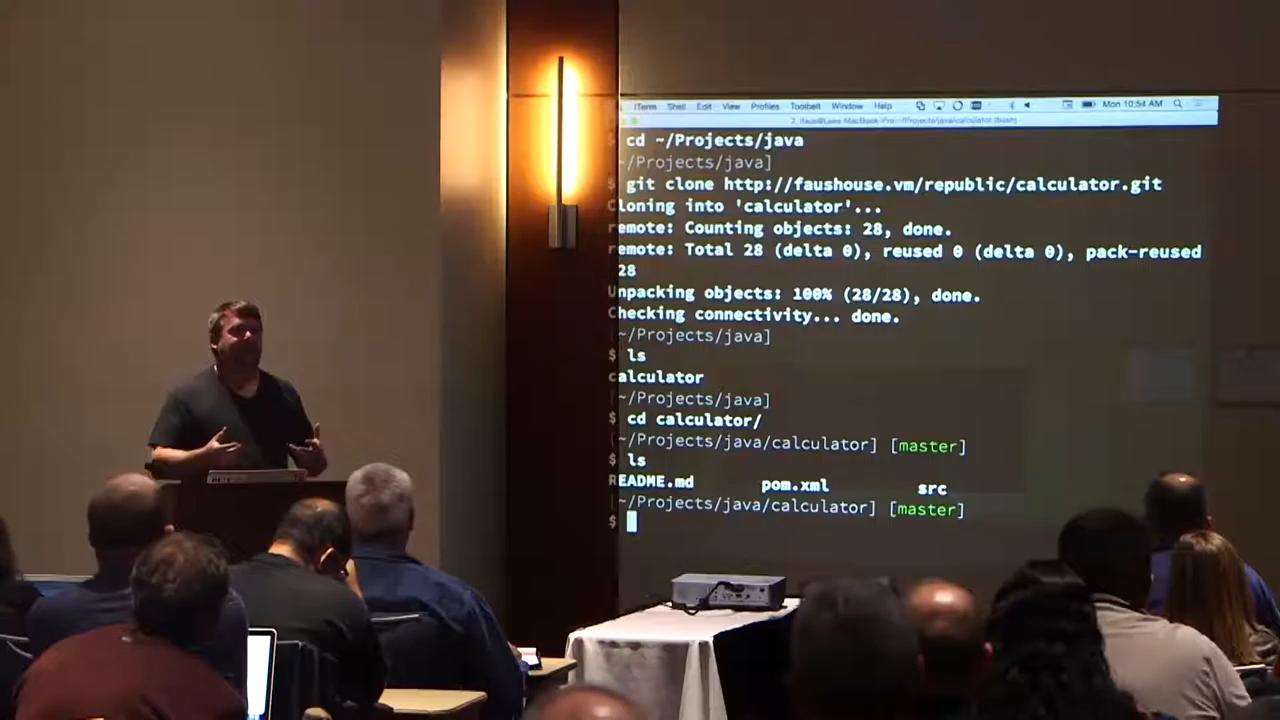 iTerm Shell Edit View Profiles Toolbelt Window Help Mon 10:54 AM
$ cd ~/Projects/java
[~/Projects/java]
$ git clone http://faushouse.vm/republic/calculator.git
Cloning into 'calculator'...
remote: Counting objects: 28, done.
remote: Total 28 (delta 0), reused 0 (delta 0), pack-reused
28
Unpacking objects: 100% (28/28), done.
Checking connectivity... done.
[~/Projects/java]
$ ls
calculator
[~/Projects/java]
$ cd calculator/
[~/Projects/java/calculator] [master]
$ ls
README.md pom.xml src
[~/Projects/java/calculator] [master]
$